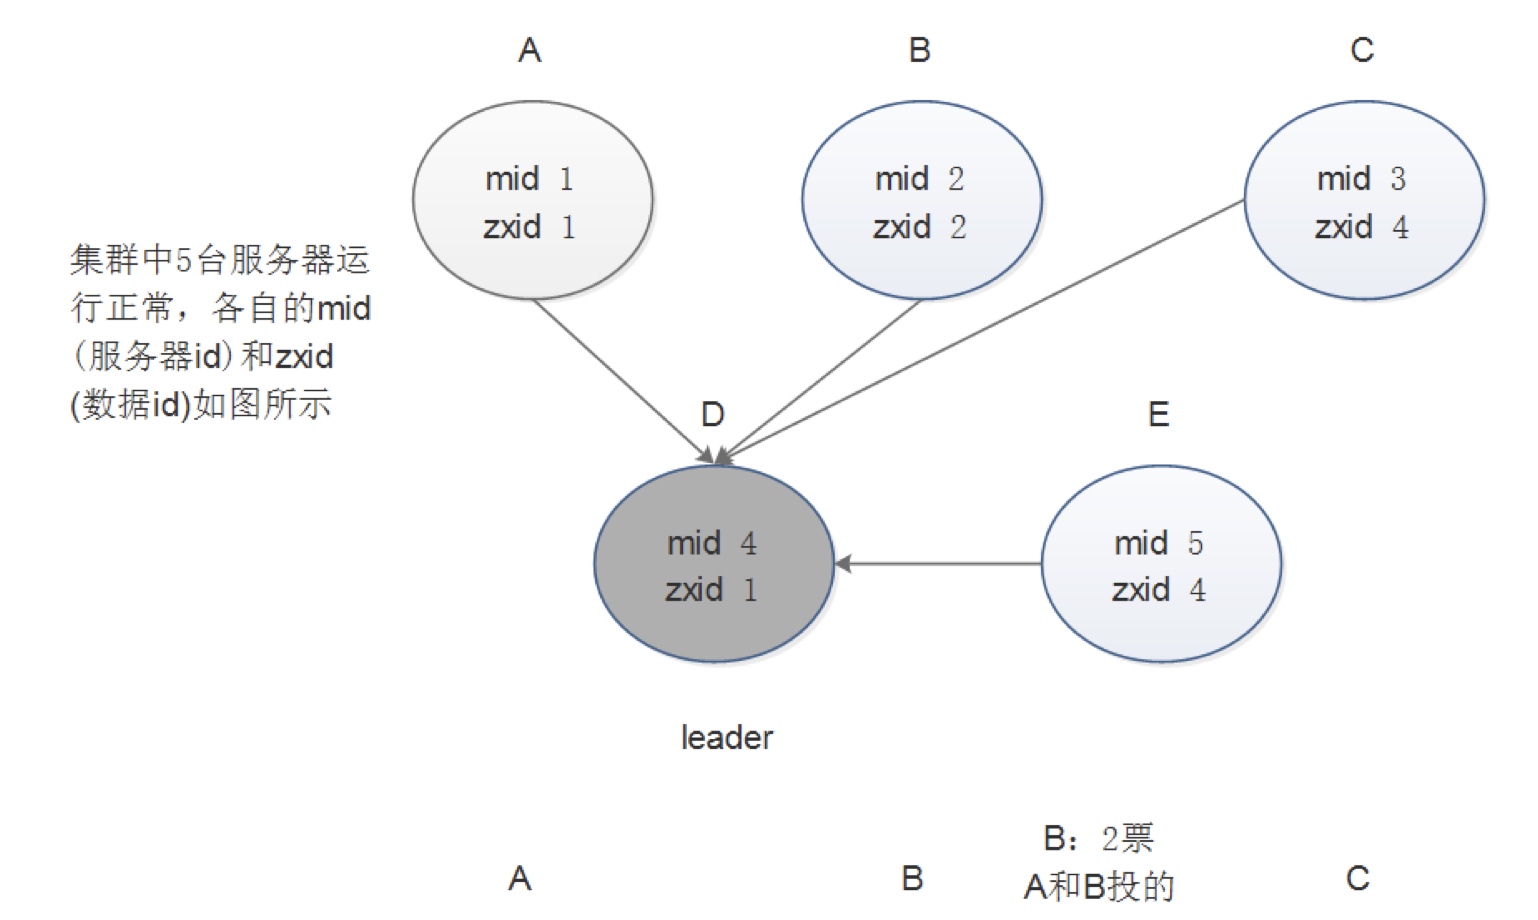 A
B
C
mid 1
zxid 1
mid 2
zxid 2
mid 3
zxid 4
集群中5台服务器运
行正常，各自的mid
(服务器id)和zxid
(数据id)如图所示
D
E
mid 4
zxid 1
mid 5
zxid 4
leader
B：2票
A和B投的
A
B
C